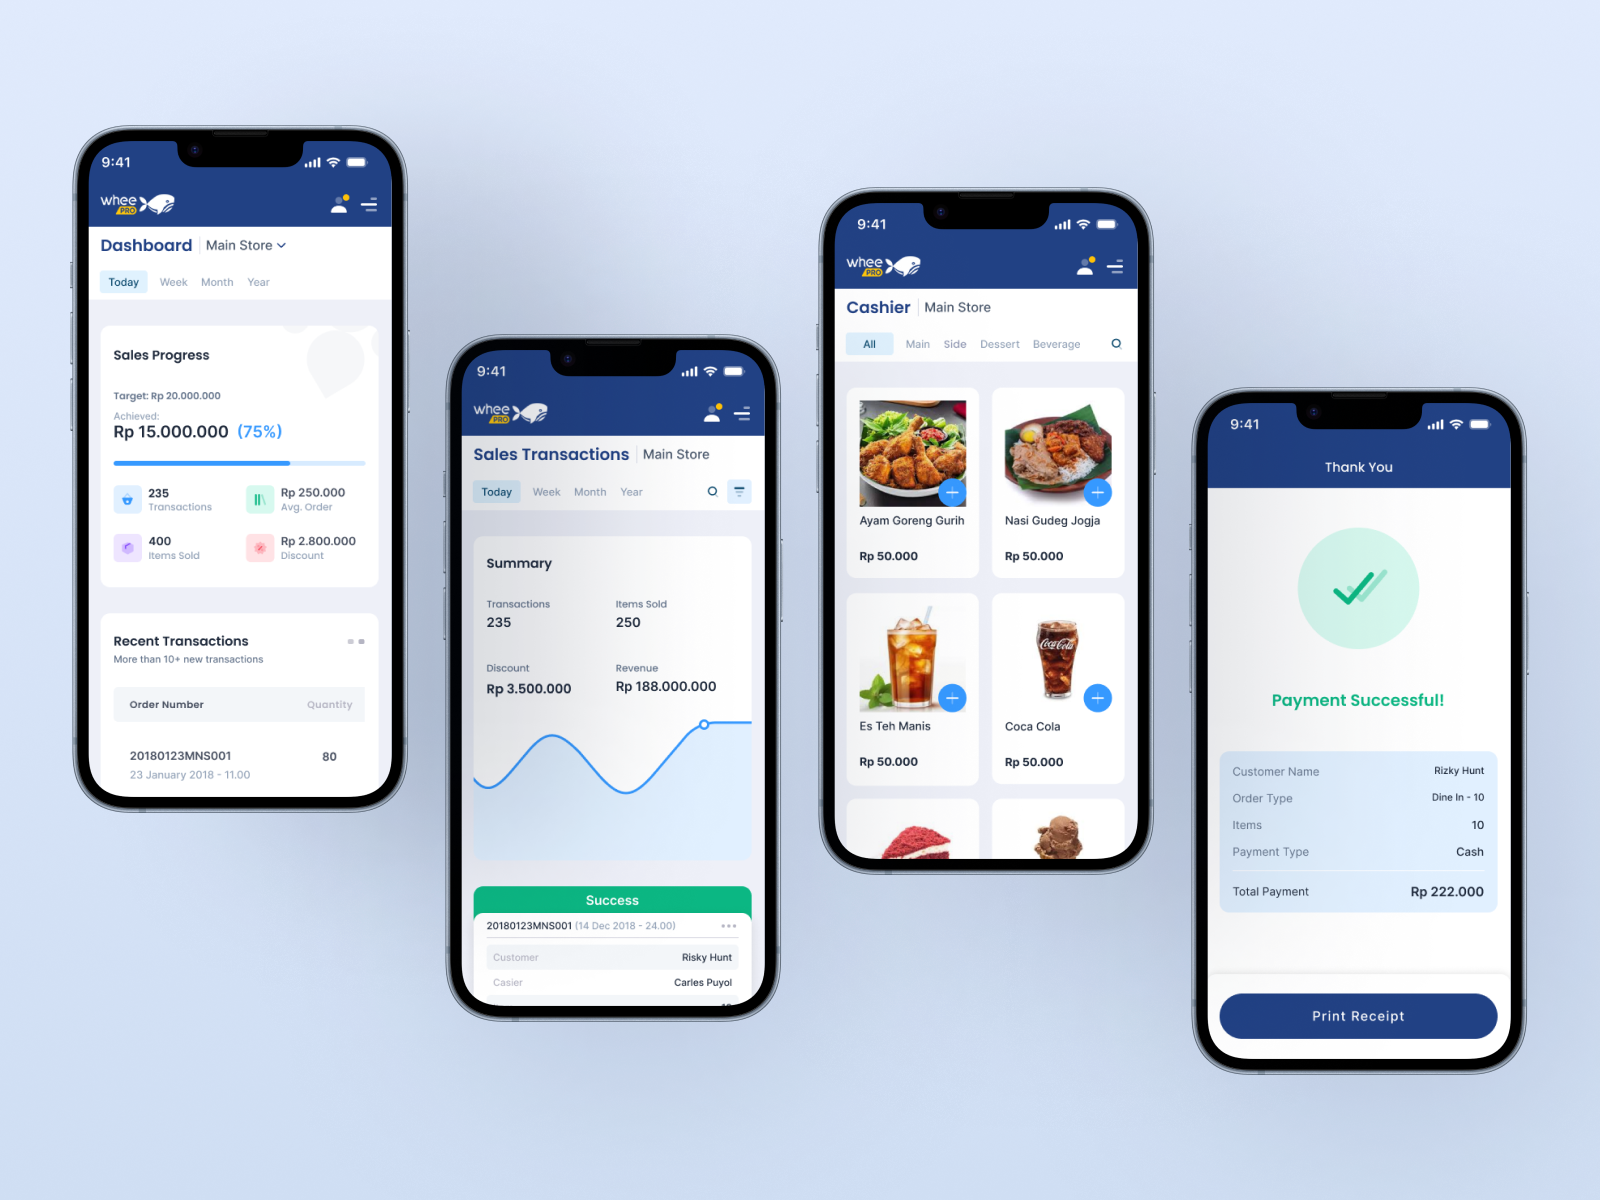 9:41
whee
PRO
Dashboard Main Store
Today Week Month Year
Sales Progress
Target: Rp 20.000.000
Achieved:
Rp 15.000.000 (75%)
235
Transactions
Rp 250.000
Avg. Order
400
Items Sold
Rp 2.800.000
Discount
Recent Transactions
More than 10+ new transactions
Order Number Quantity
20180123MNS001 80
23 January 2018 - 11.00
9:41
whee
PRO
Sales Transactions Main Store
Today Week Month Year
Summary
Transactions Items Sold
235 250
Discount Revenue
Rp 3.500.000 Rp 188.000.000
Success
20180123MNS001 (14 Dec 2018 - 24.00)
Customer Risky Hunt
Casier Carles Puyol
9:41
whee
PRO
Cashier Main Store
All Main Side Dessert Beverage
Ayam Goreng Gurih
Rp 50.000
Nasi Gudeg Jogja
Rp 50.000
Es Teh Manis
Rp 50.000
Coca-Cola
Coca Cola
Rp 50.000
9:41
Thank You
Payment Successful!
Customer Name Rizky Hunt
Order Type Dine In - 10
Items 10
Payment Type Cash
Total Payment Rp 222.000
Print Receipt